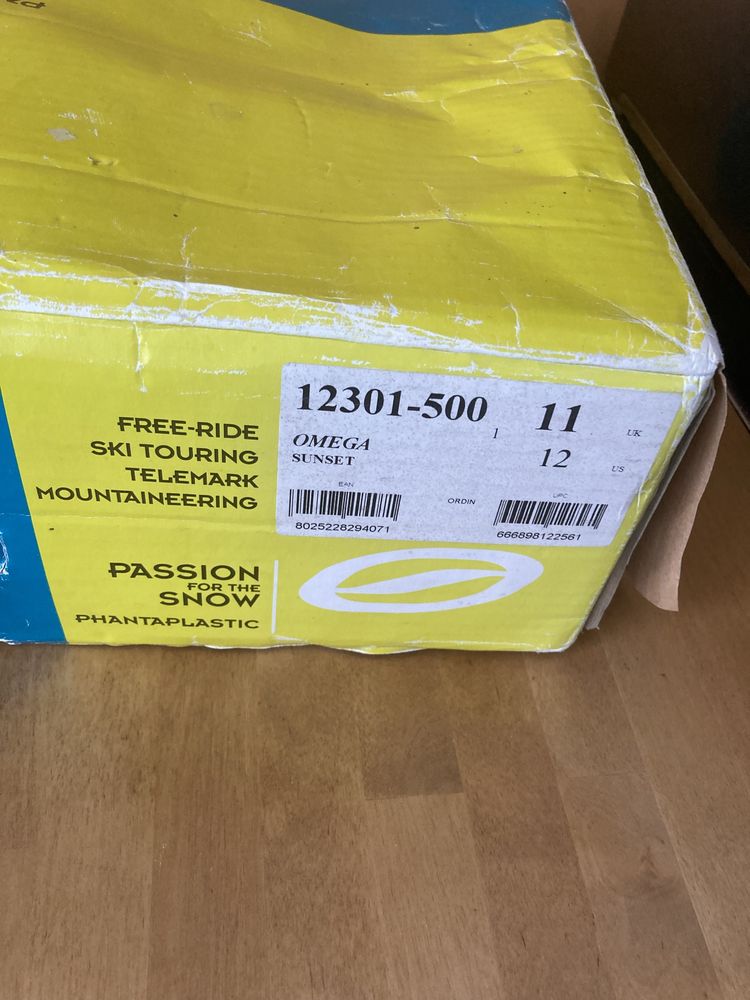 FREE-RIDE
SKI TOURING
TELEMARK
MOUNTAINEERING
PASSION
FOR THE
SNOW
PHANTAPLASTIC
12301-500 11 UK
1
OMEGA 12 US
SUNSET
EAN ORDIN UPC
8025228294071 666898122561